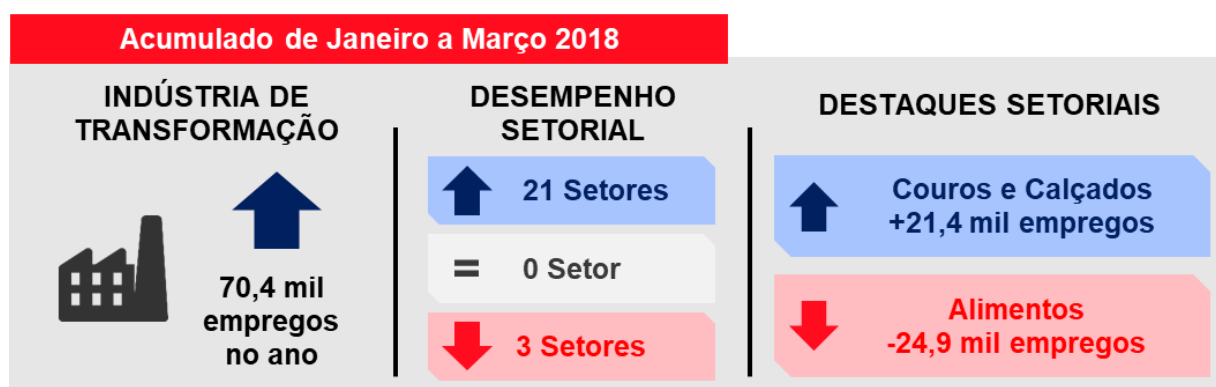 Acumulado de Janeiro a Março 2018
INDÚSTRIA DE
TRANSFORMAÇÃO
70,4 mil
empregos
no ano
DESEMPENHO
SETORIAL
21 Setores
= 0 Setor
3 Setores
DESTAQUES SETORIAIS
Couros e Calçados
+21,4 mil empregos
Alimentos
-24,9 mil empregos